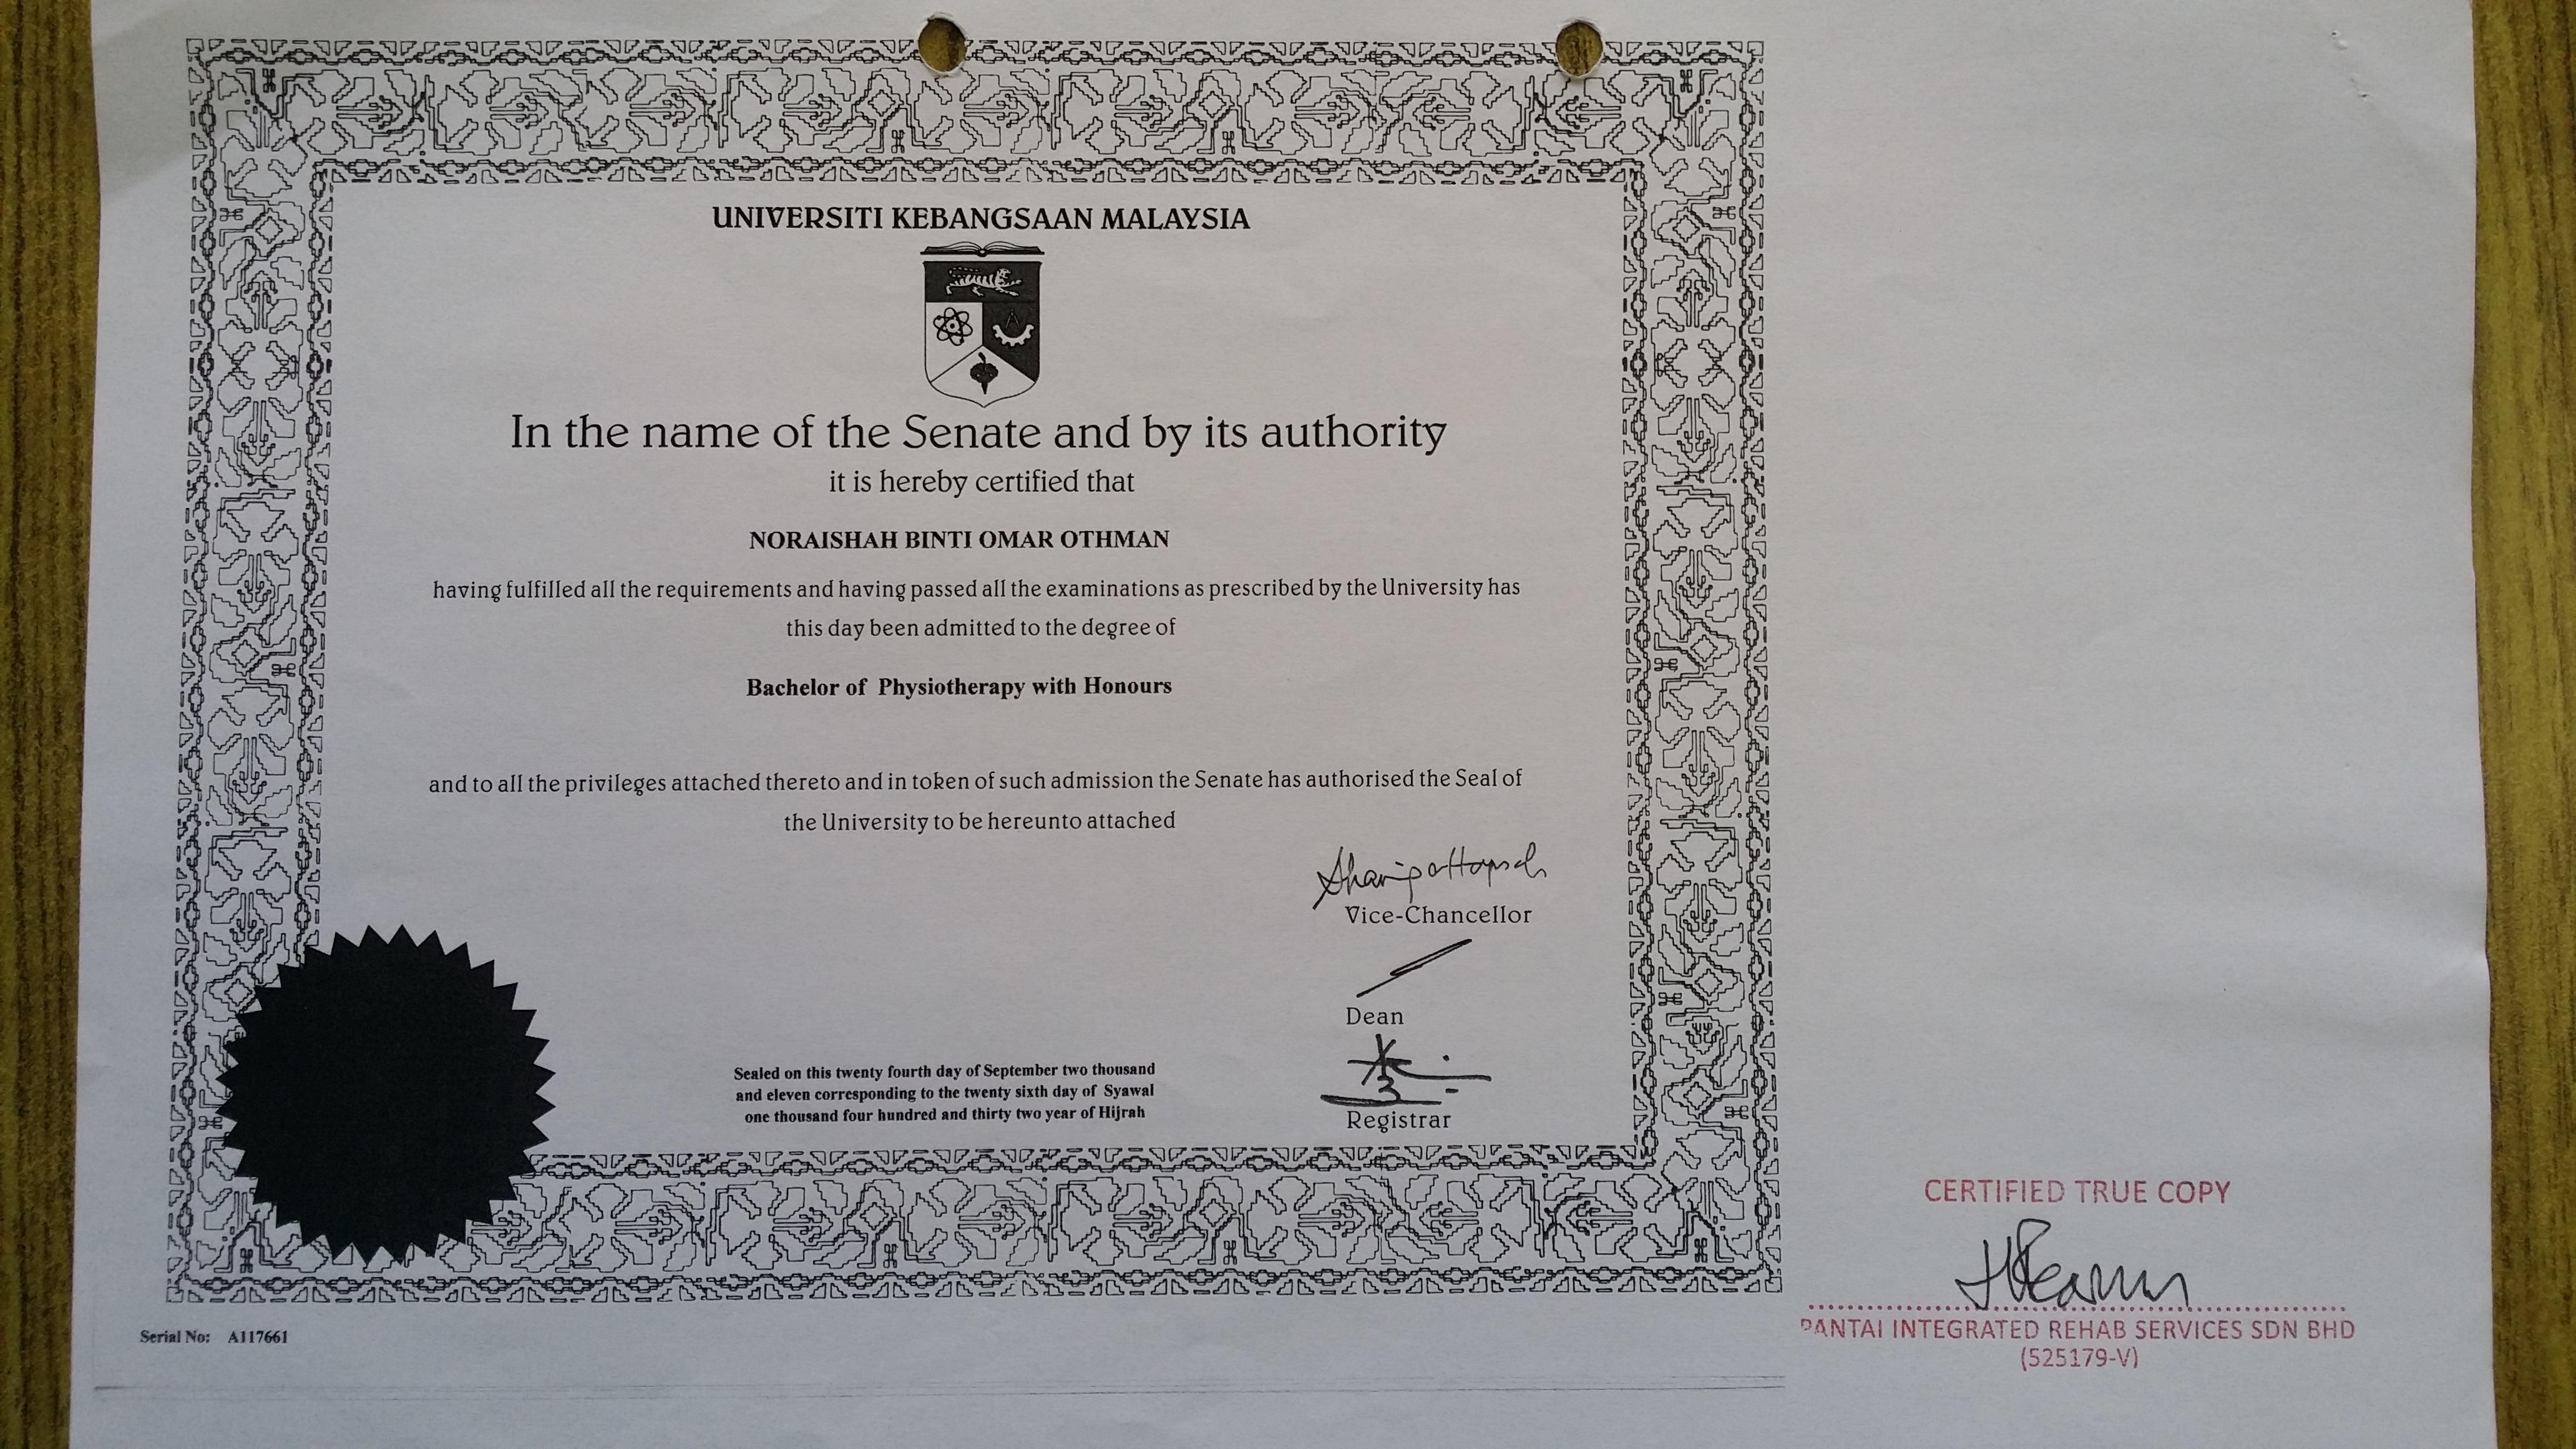 UNIVERSITI KEBANGSAAN MALAYSIA
In the name of the Senate and by its authority
it is hereby certified that
NORAISHAH BINTI OMAR OTHMAN
having fulfilled all the requirements and having passed all the examinations as prescribed by the University has
this day been admitted to the degree of
Bachelor of Physiotherapy with Honours
and to all the privileges attached thereto and in token of such admission the Senate has authorised the Seal of
the University to be hereunto attached
Vice-Chancellor
Dean
Sealed on this twenty fourth day of September two thousand
and eleven corresponding to the twenty sixth day of Syawal
one thousand four hundred and thirty two year of Hijrah
Registrar
Serial No: A117661
CERTIFIED TRUE COPY
PANTAI INTEGRATED REHAB SERVICES SDN BHD
(525179-V)